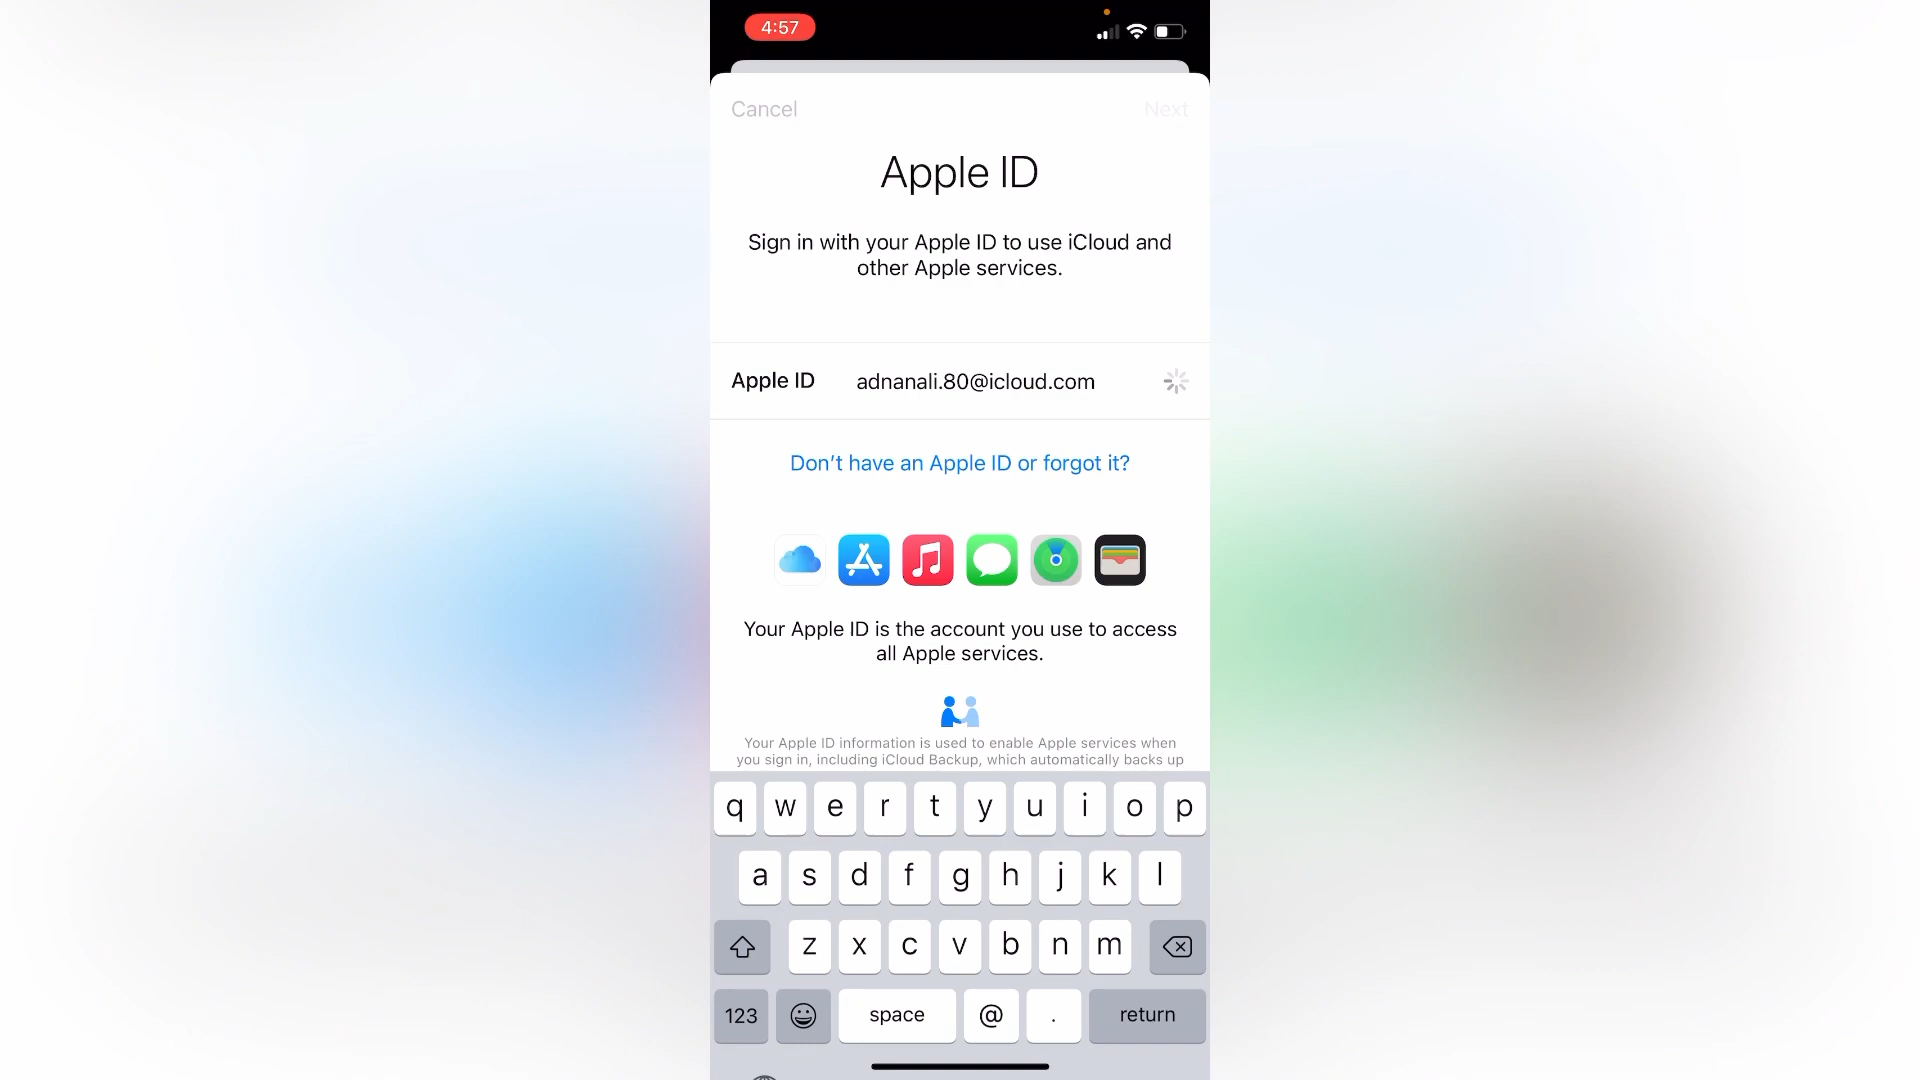 4:57
Cancel
Next
Apple ID
Sign in with your Apple ID to use iCloud and
other Apple services.
Apple ID adnanali.80@icloud.com
Don't have an Apple ID or forgot it?
Your Apple ID is the account you use to access
all Apple services.
Your Apple ID information is used to enable Apple services when
you sign in, including iCloud Backup, which automatically backs up
q w e r t y u i o p
a s d f g h j k l
z x c v b n m
123 space @ . return